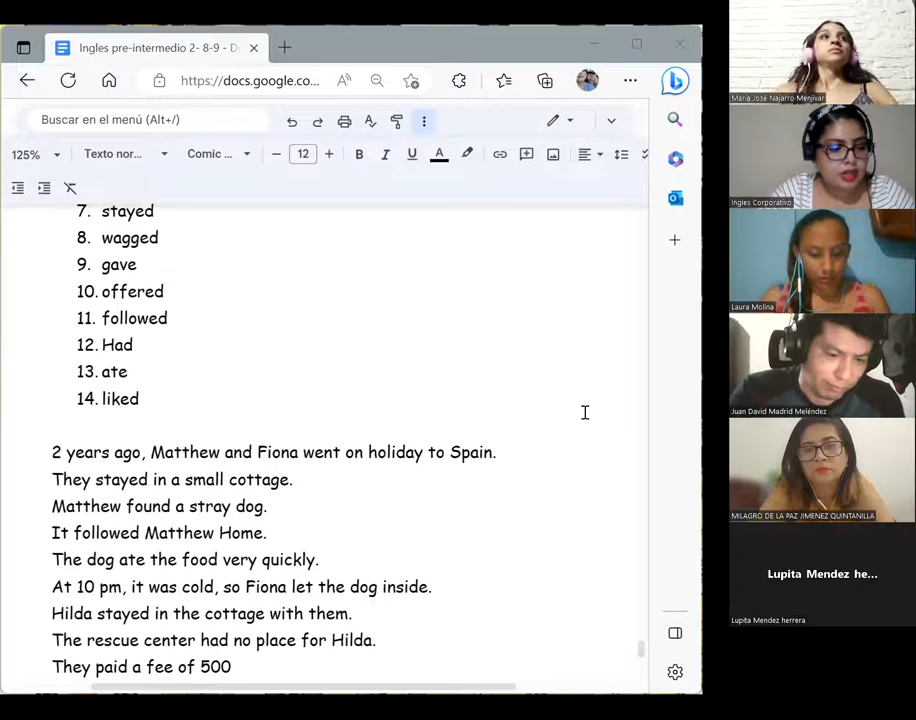 Ingles pre-intermedio 2- 8-9 - Do
https://docs.google.co...
Buscar en el menú (Alt+/)
125%
Texto nor...
Comic ...
12
B I U A
7. stayed
8. wagged
9. gave
10. offered
11. followed
12. Had
13. ate
14. liked
2 years ago, Matthew and Fiona went on holiday to Spain.
They stayed in a small cottage.
Matthew found a stray dog.
It followed Matthew Home.
The dog ate the food very quickly.
At 10 pm, it was cold, so Fiona let the dog inside.
Hilda stayed in the cottage with them.
The rescue center had no place for Hilda.
They paid a fee of 500
María José Najarro Menjívar
Ingles Corporativo
Laura Molina
Juan David Madrid Meléndez
MILAGRO DE LA PAZ JIMENEZ QUINTANILLA
Lupita Mendez he...
Lupita Mendez herrera